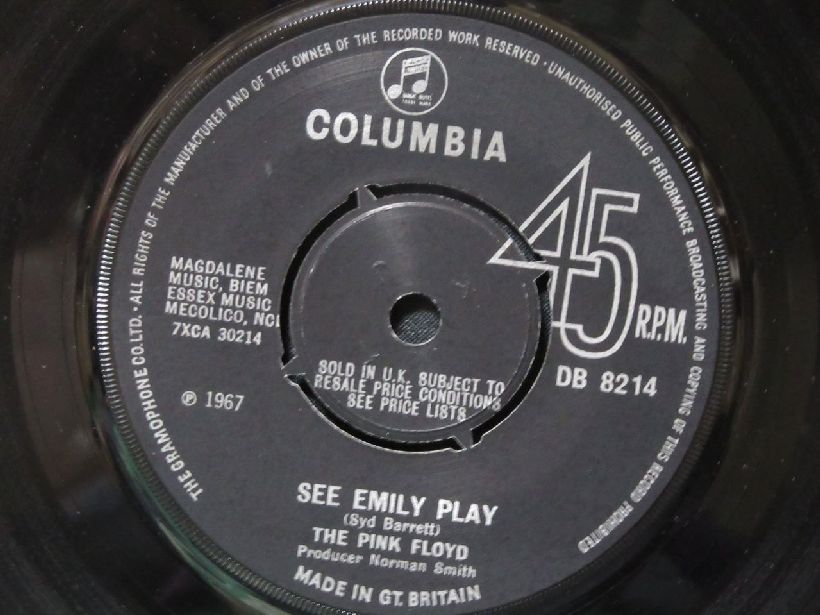 THE GRAMOPHONE CO. LTD. · ALL RIGHTS OF THE MANUFACTURER AND OF THE OWNER OF THE RECORDED WORK RESERVED · UNAUTHORISED PUBLIC PERFORMANCE BROADCASTING AND COPYING OF THIS RECORD PROHIBITED
COLUMBIA
45 R.P.M.
MAGDALENE
MUSIC, BIEM
ESSEX MUSIC
MECOLICO, NCB
7XCA 30214
DB 8214
℗ 1967
SOLD IN U.K. SUBJECT TO
RESALE PRICE CONDITIONS
SEE PRICE LISTS
SEE EMILY PLAY
(Syd Barrett)
THE PINK FLOYD
Producer Norman Smith
MADE IN GT. BRITAIN